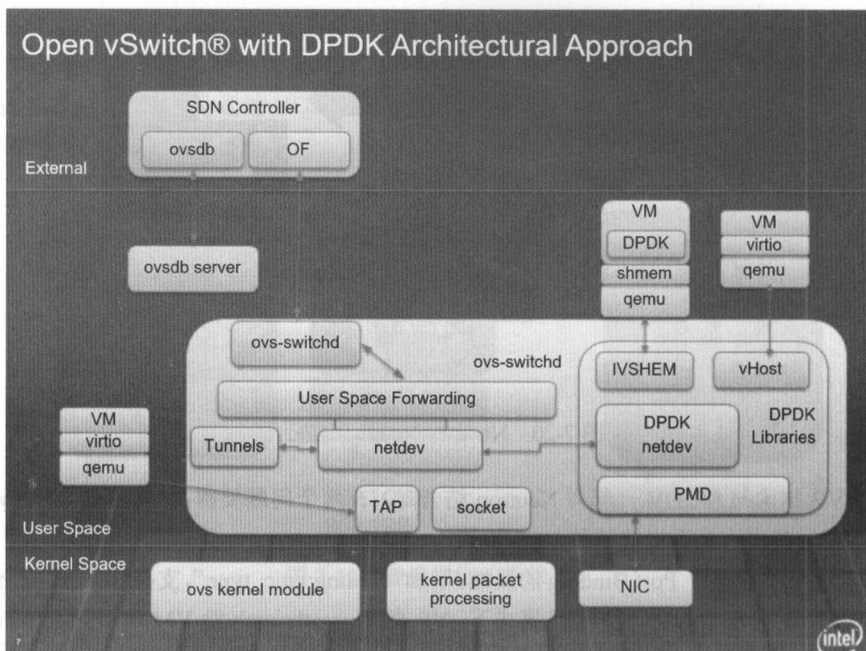 Open vSwitch® with DPDK Architectural Approach
SDN Controller
ovsdb
OF
External
ovsdb server
VM
DPDK
shmem
qemu
VM
virtio
qemu
ovs-switchd
ovs-switchd
IVSHEM
vHost
User Space Forwarding
VM
virtio
qemu
Tunnels
netdev
DPDK
netdev
DPDK
Libraries
TAP
socket
PMD
User Space
Kernel Space
ovs kernel module
kernel packet
processing
NIC
7
intel